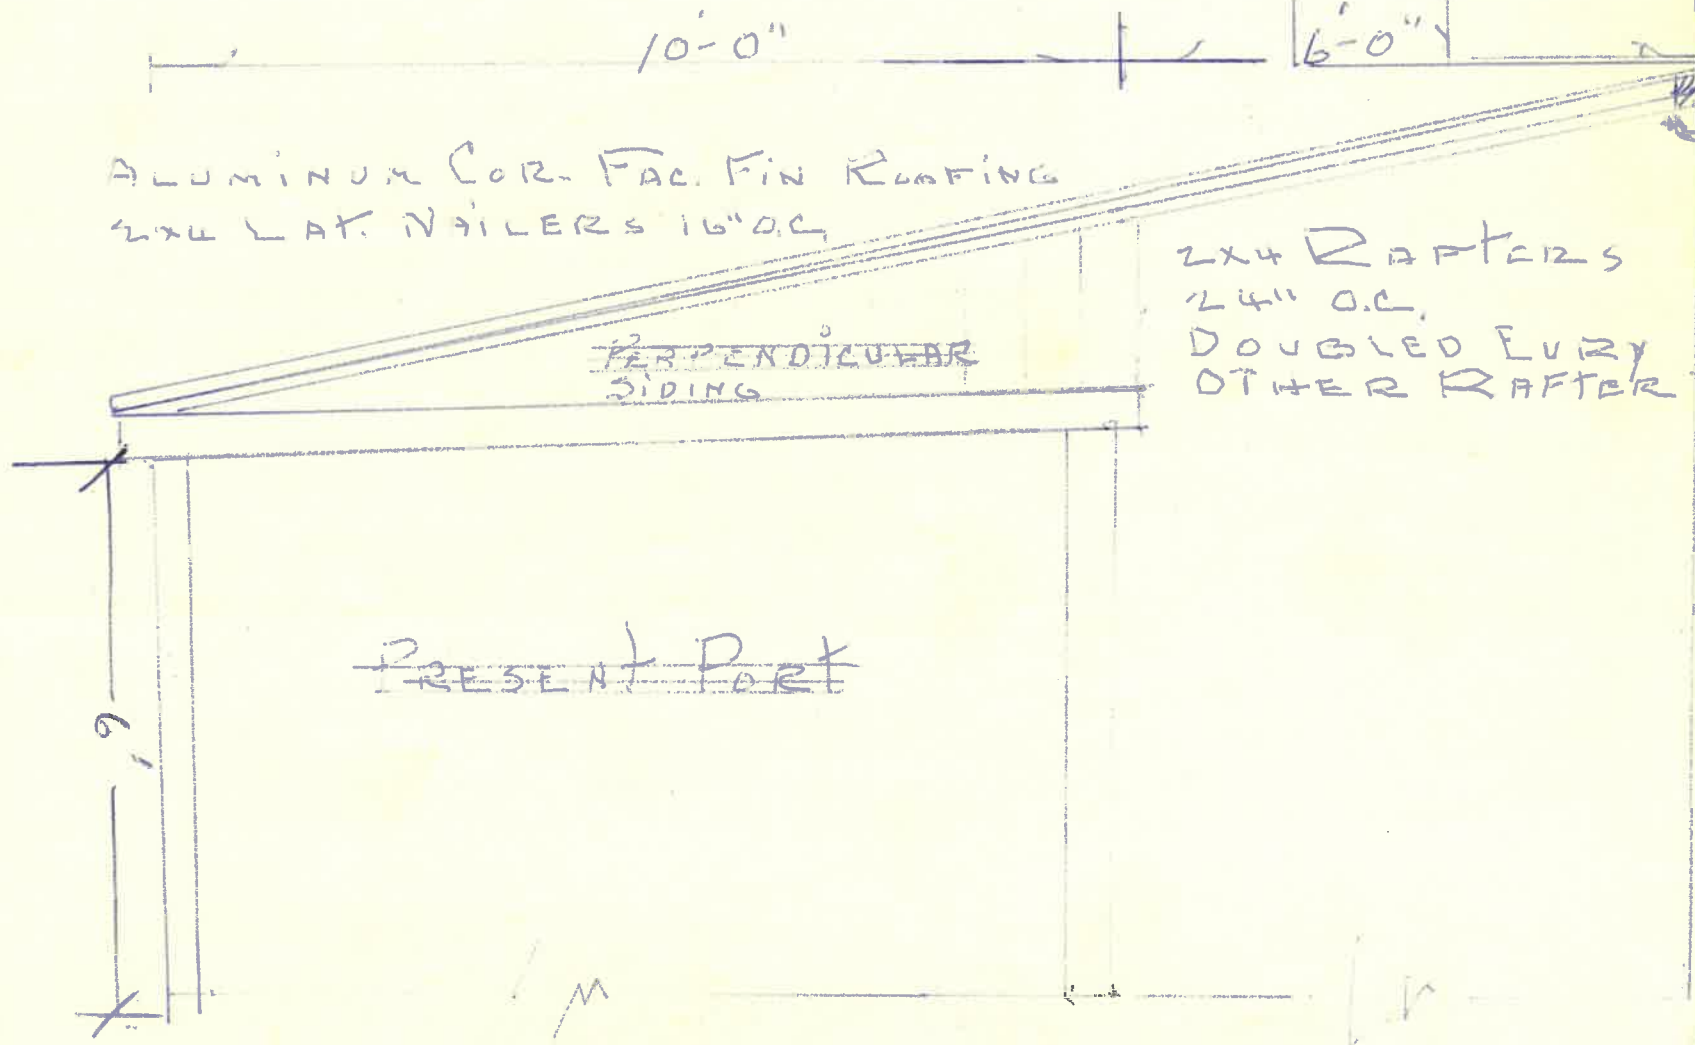 10'-0"
6'-0"
ALUMINUM COR. FAC. FIN ROOFING
2X4 LAT. NAILERS 16" O.C.
2X4 RAFTERS
24" O.C.
DOUBLED EVRY
OTHER RAFTER
PERPENDICULAR
SIDING
PRESENT PORT